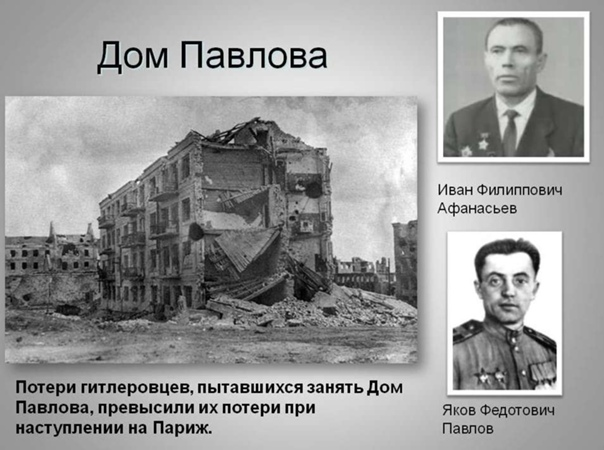 Дом Павлова
Иван Филиппович
Афанасьев
Потери гитлеровцев, пытавшихся занять Дом
Павлова, превысили их потери при
наступлении на Париж.
Яков Федотович
Павлов